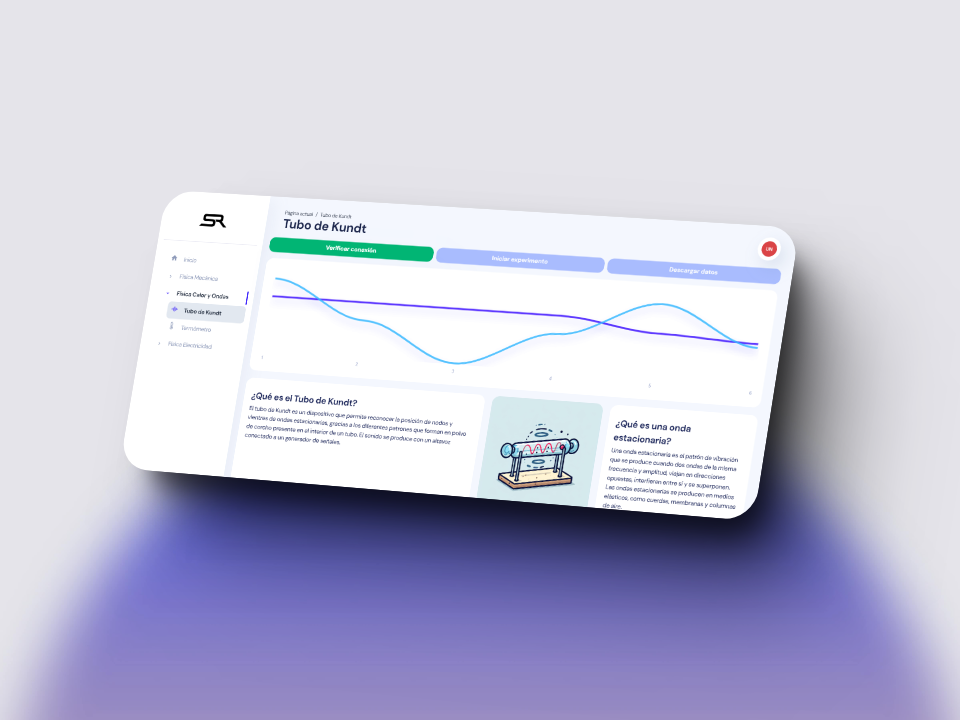 SR
Página actual / Tubo de Kundt
Tubo de Kundt
UN
Verificar conexión
Iniciar experimento
Descargar datos
Inicio
Física Mecánica
Física Calor y Ondas
Tubo de Kundt
Termómetro
Física Electricidad
1
2
3
4
5
6
¿Qué es el Tubo de Kundt?
El tubo de Kundt es un dispositivo que permite reconocer la posición de nodos y
vientres de ondas estacionarias, gracias a los diferentes patrones que forman en polvo
de corcho presente en el interior de un tubo. El sonido se produce con un altavoz
conectado a un generador de señales.
¿Qué es una onda
estacionaria?
Una onda estacionaria es el patrón de vibración
que se produce cuando dos ondas de la misma
frecuencia y amplitud, viajan en direcciones
opuestas, interfieren entre sí y se superponen.
Las ondas estacionarias se producen en medios
elásticos, como cuerdas, membranas y columnas
de aire.